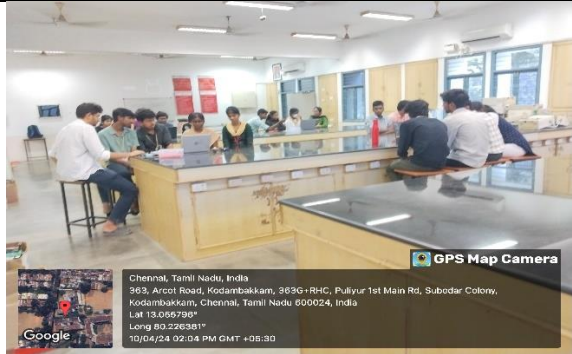 GPS Map Camera
Chennai, Tamil Nadu, India
363, Arcot Road, Kodambakkam, 363G+RHC, Puliyur 1st Main Rd, Subedar Colony,
Kodambakkam, Chennai, Tamil Nadu 600024, India
Lat 13.055796°
Long 80.226381°
10/04/24 02:04 PM GMT +05:30
Google